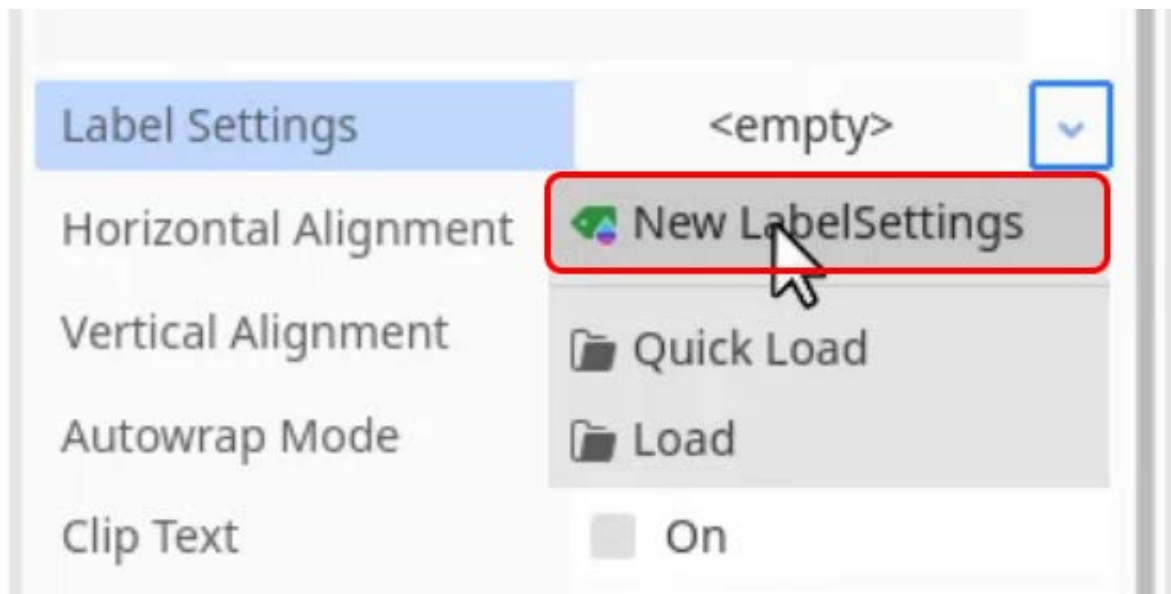 Label Settings <empty>
Horizontal Alignment New LabelSettings
Vertical Alignment Quick Load
Autowrap Mode Load
Clip Text On